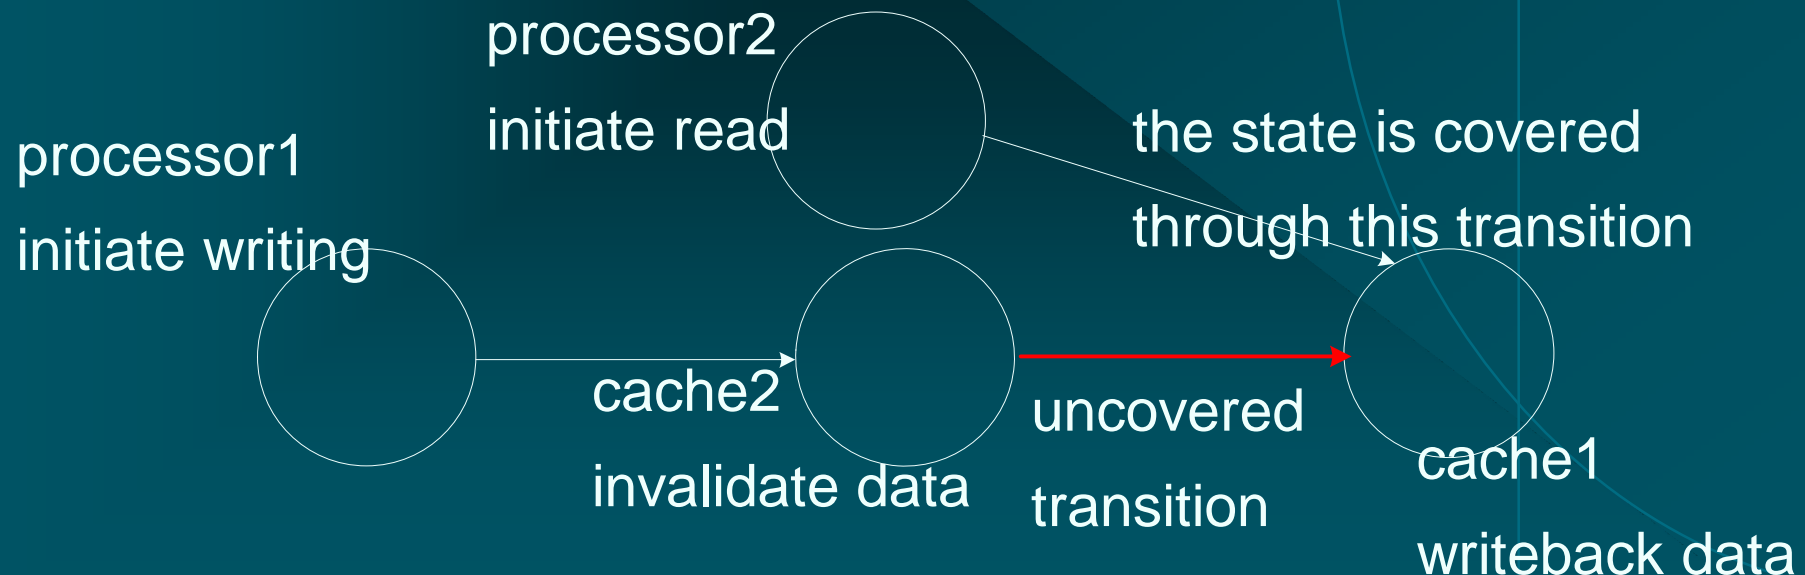 processor2
initiate read
processor1
initiate writing
the state is covered
through this transition
cache2
invalidate data
uncovered
transition
cache1
writeback data